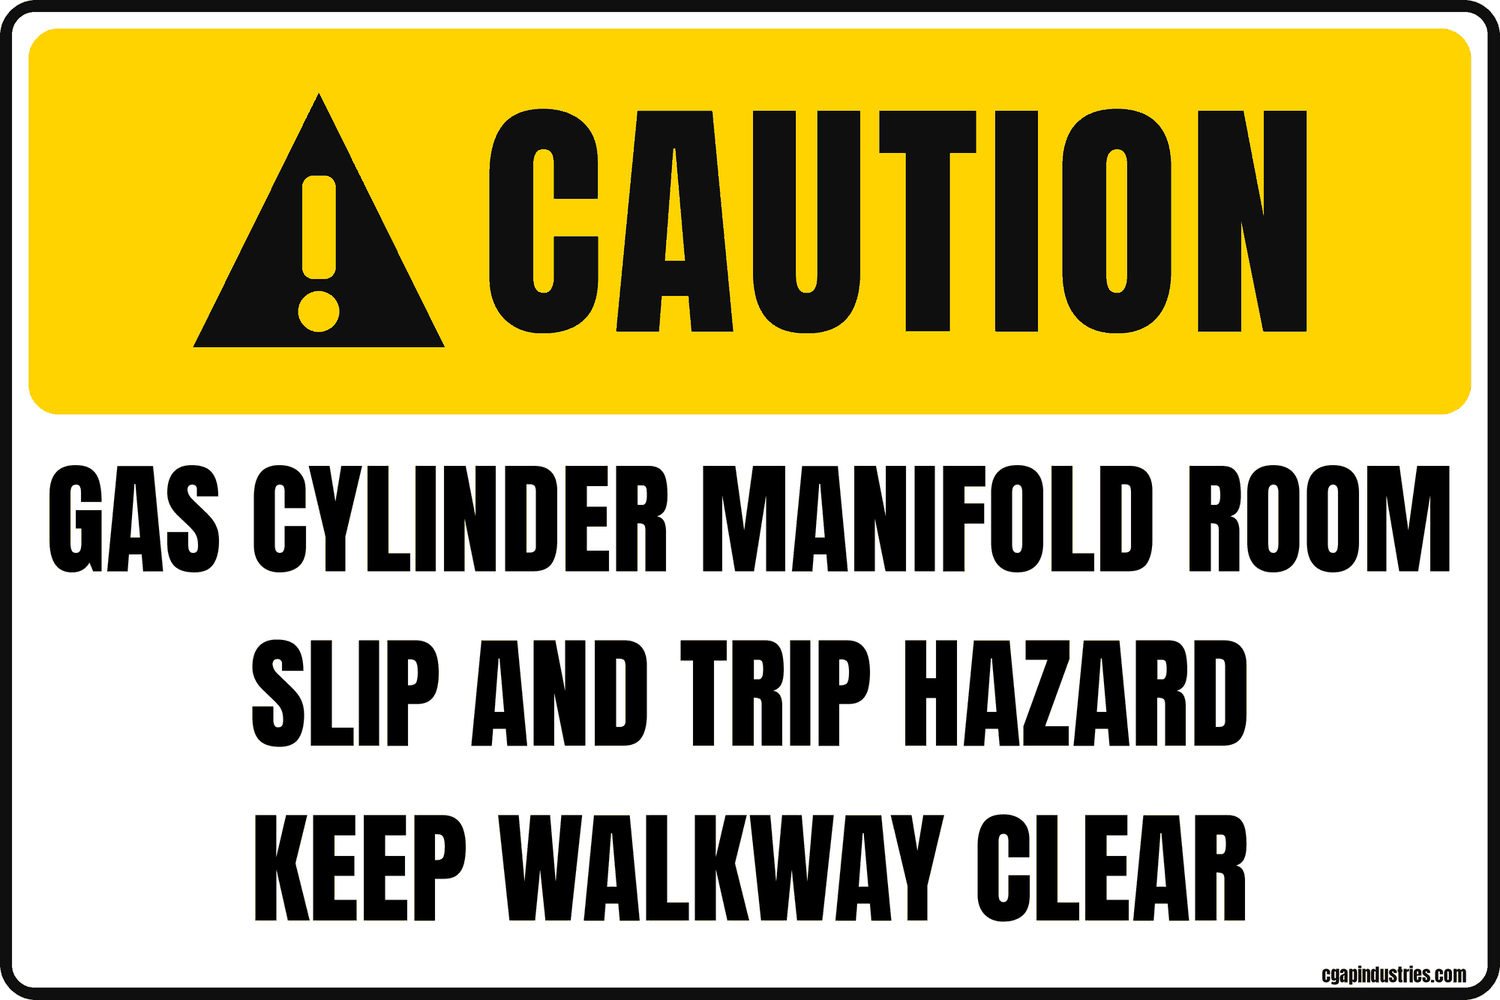 CAUTION
GAS CYLINDER MANIFOLD ROOM
SLIP AND TRIP HAZARD
KEEP WALKWAY CLEAR
cgapindustries.com